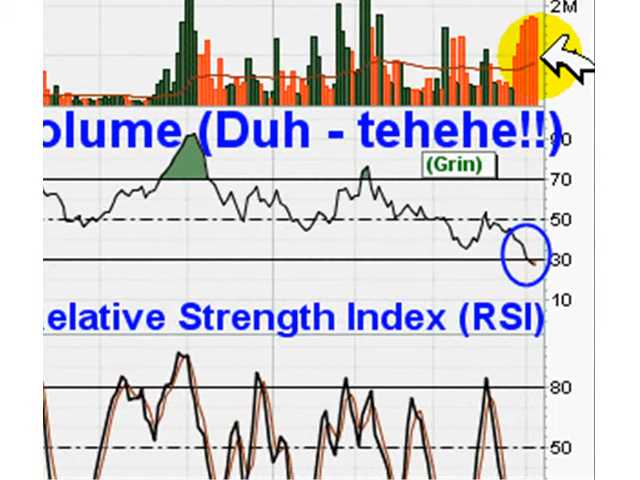 2M
olume (Duh - tehehe!!)
90
(Grin)
70
50
30
10
elative Strength Index (RSI)
80
50